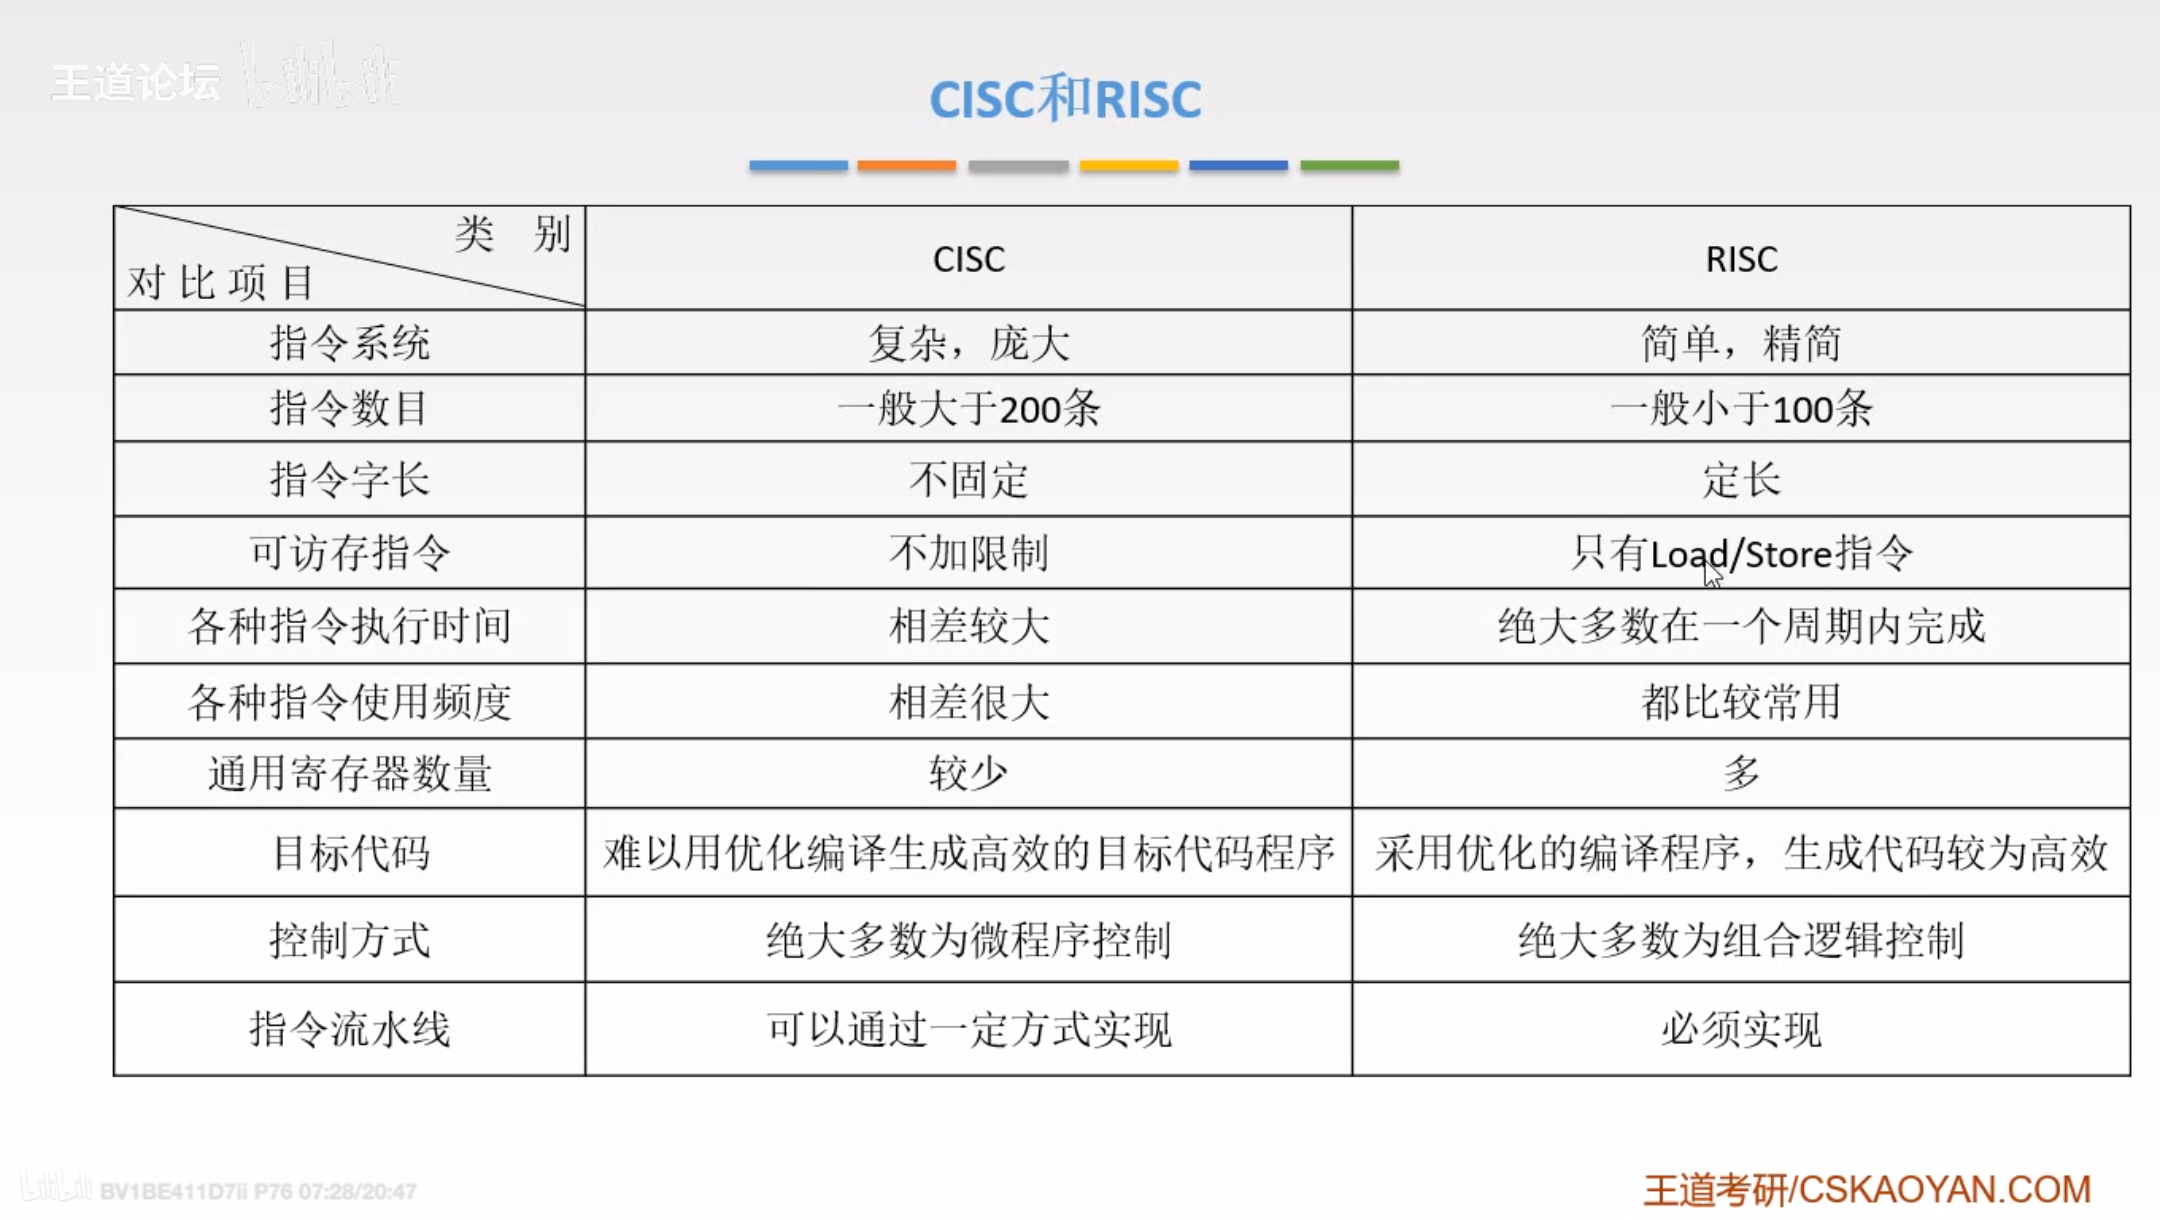 王道论坛 bilibili
CISC和RISC
类 别
对比项目
CISC
RISC
指令系统
复杂，庞大
简单，精简
指令数目
一般大于200条
一般小于100条
指令字长
不固定
定长
可访存指令
不加限制
只有Load/Store指令
各种指令执行时间
相差较大
绝大多数在一个周期内完成
各种指令使用频度
相差很大
都比较常用
通用寄存器数量
较少
多
目标代码
难以用优化编译生成高效的目标代码程序
采用优化的编译程序，生成代码较为高效
控制方式
绝大多数为微程序控制
绝大多数为组合逻辑控制
指令流水线
可以通过一定方式实现
必须实现
bilibili BV1BE411D7ii P76 07:28/20:47
王道考研/CSKAOYAN.COM